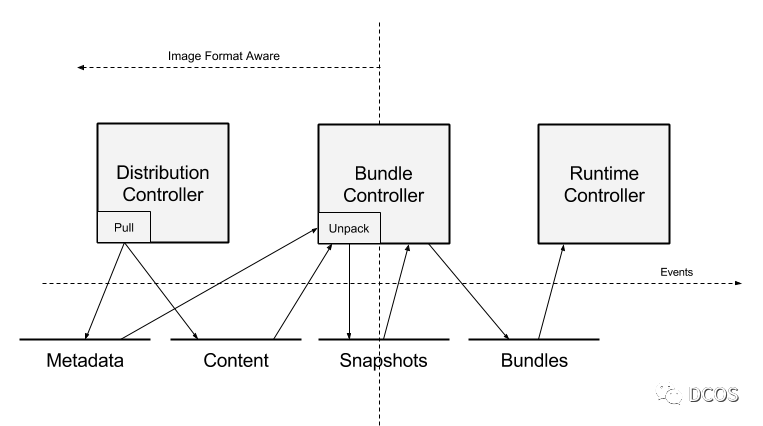 Image Format Aware
Distribution
Controller
Pull
Bundle
Controller
Unpack
Runtime
Controller
Events
Metadata
Content
Snapshots
Bundles
DCOS